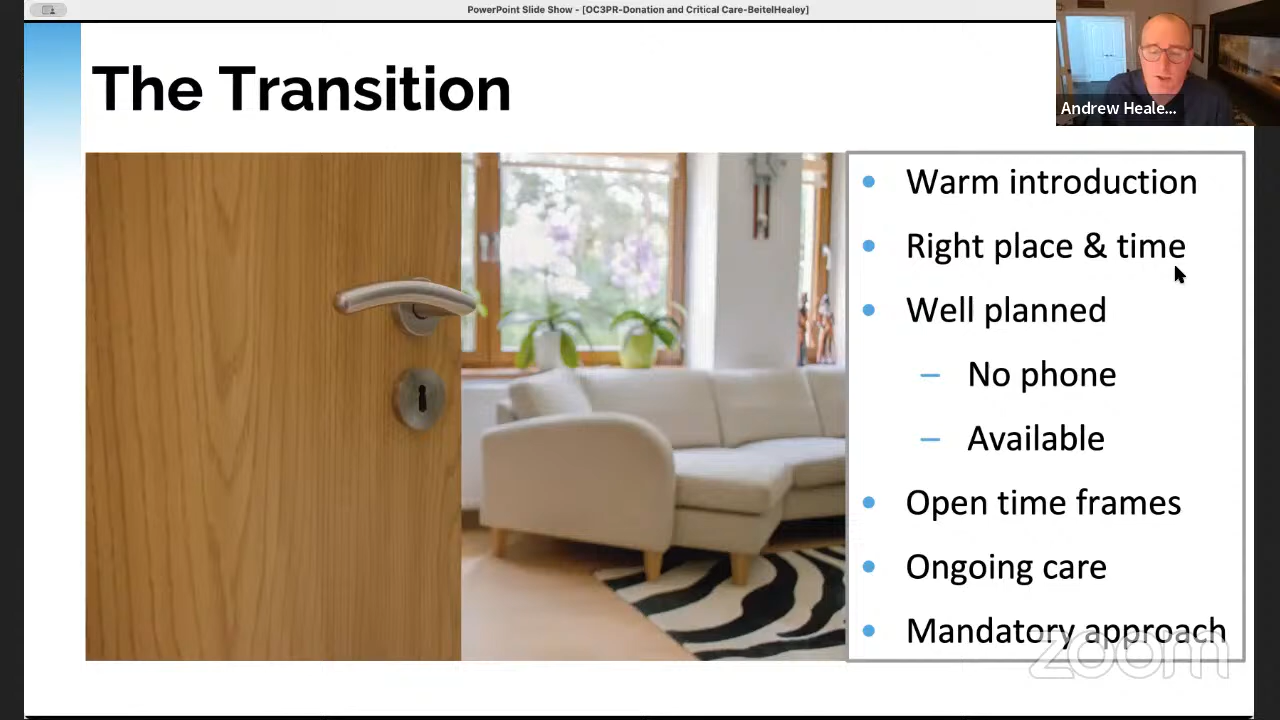 PowerPoint Slide Show - [OC3PR-Donation and Critical Care-BeitelHealey]
The Transition
Andrew Heale...
• Warm introduction
• Right place & time
• Well planned
– No phone
– Available
• Open time frames
• Ongoing care
• Mandatory approach
zoom